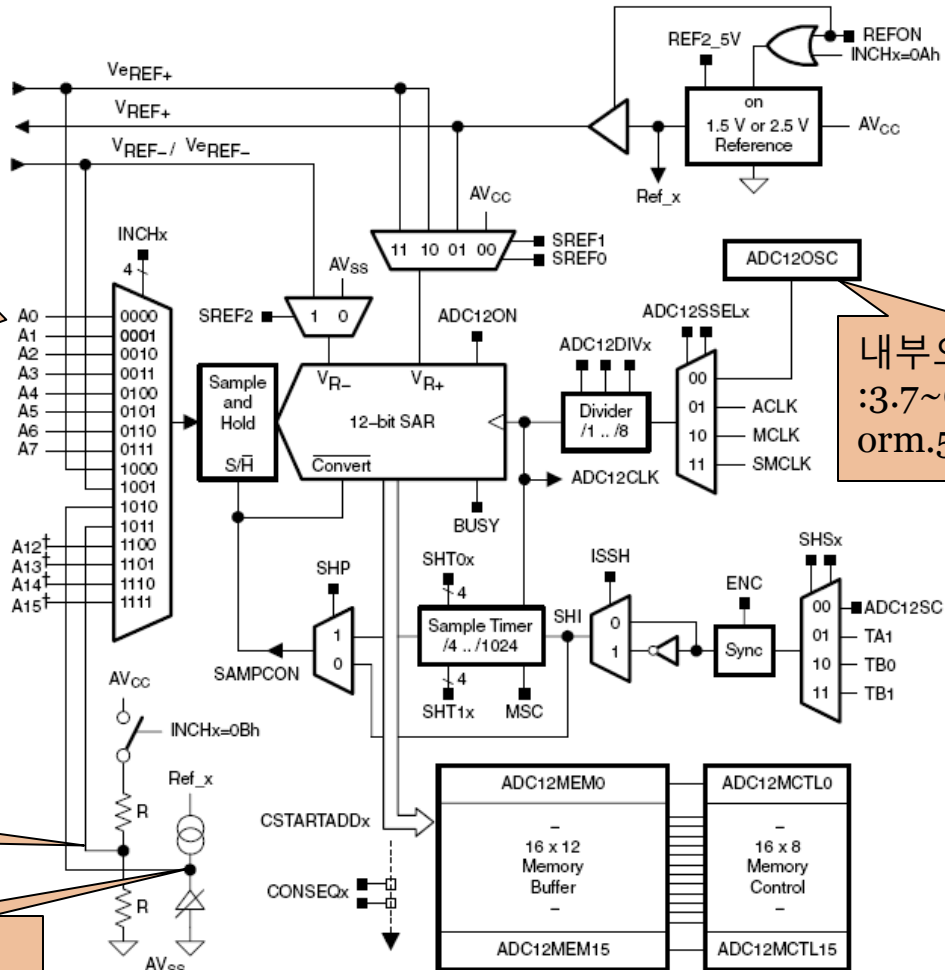 REFON
INCHx=0Ah
REF2_5V
VeREF+
on
1.5 V or 2.5 V
Reference
AVCC
VREF+
VREF− / VeREF−
Ref_x
AVCC
INCHx
4
11 10 01 00
SREF1
SREF0
AVSS
ADC12OSC
SREF2
1 0
ADC12ON
ADC12SSELx
ADC12DIVx
A0
A1
A2
A3
A4
A5
A6
A7
A12†
A13†
A14†
A15†
0000
0001
0010
0011
0100
0101
0110
0111
1000
1001
1010
1011
1100
1101
1110
1111
Sample
and
Hold
S/H
VR−
VR+
12−bit SAR
Convert
Divider
/1 .. /8
00
01
10
11
ACLK
MCLK
SMCLK
:3.7~
orm.5
ADC12CLK
BUSY
SHP
SHT0x
4
ISSH
ENC
SHSx
1
0
Sample Timer
/4 .. /1024
SHI
0
1
Sync
00
01
10
11
ADC12SC
TA1
TB0
TB1
SAMPCON
4
SHT1x
MSC
AVCC
INCHx=0Bh
Ref_x
R
R
AVSS
CSTARTADDx
CONSEQx
ADC12MEM0
−
16 x 12
Memory
Buffer
−
ADC12MEM15
ADC12MCTL0
−
16 x 8
Memory
Control
−
ADC12MCTL15